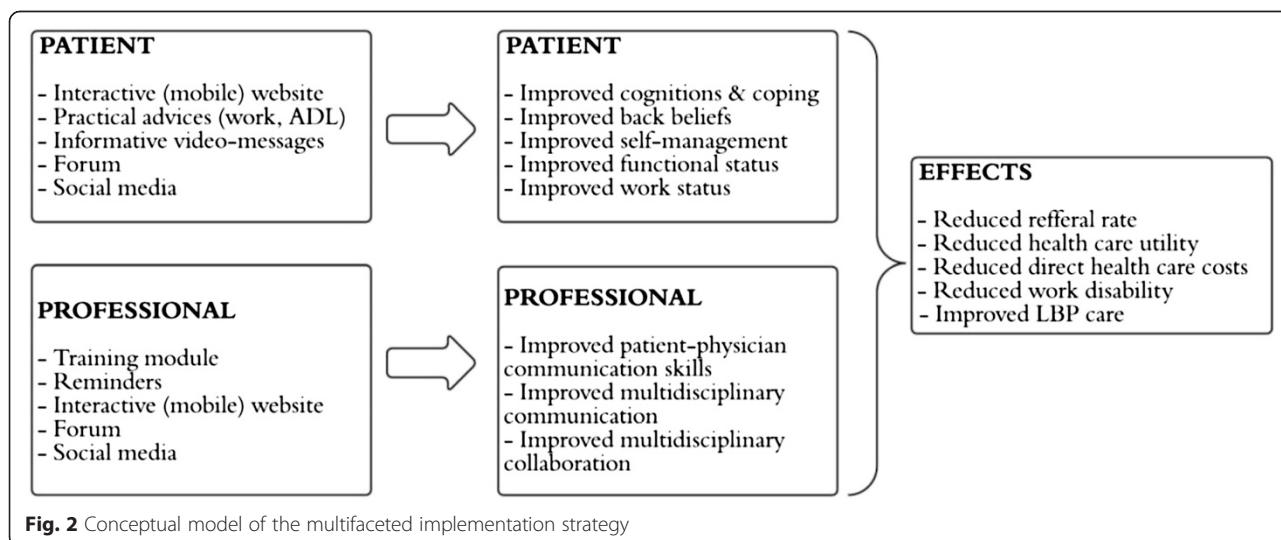 PATIENT
- Interactive (mobile) website
- Practical advices (work, ADL)
- Informative video-messages
- Forum
- Social media
PATIENT
- Improved cognitions & coping
- Improved back beliefs
- Improved self-management
- Improved functional status
- Improved work status
PROFESSIONAL
- Training module
- Reminders
- Interactive (mobile) website
- Forum
- Social media
PROFESSIONAL
- Improved patient-physician
communication skills
- Improved multidisciplinary
communication
- Improved multidisciplinary
collaboration
EFFECTS
- Reduced refferal rate
- Reduced health care utility
- Reduced direct health care costs
- Reduced work disability
- Improved LBP care
Fig. 2 Conceptual model of the multifaceted implementation strategy